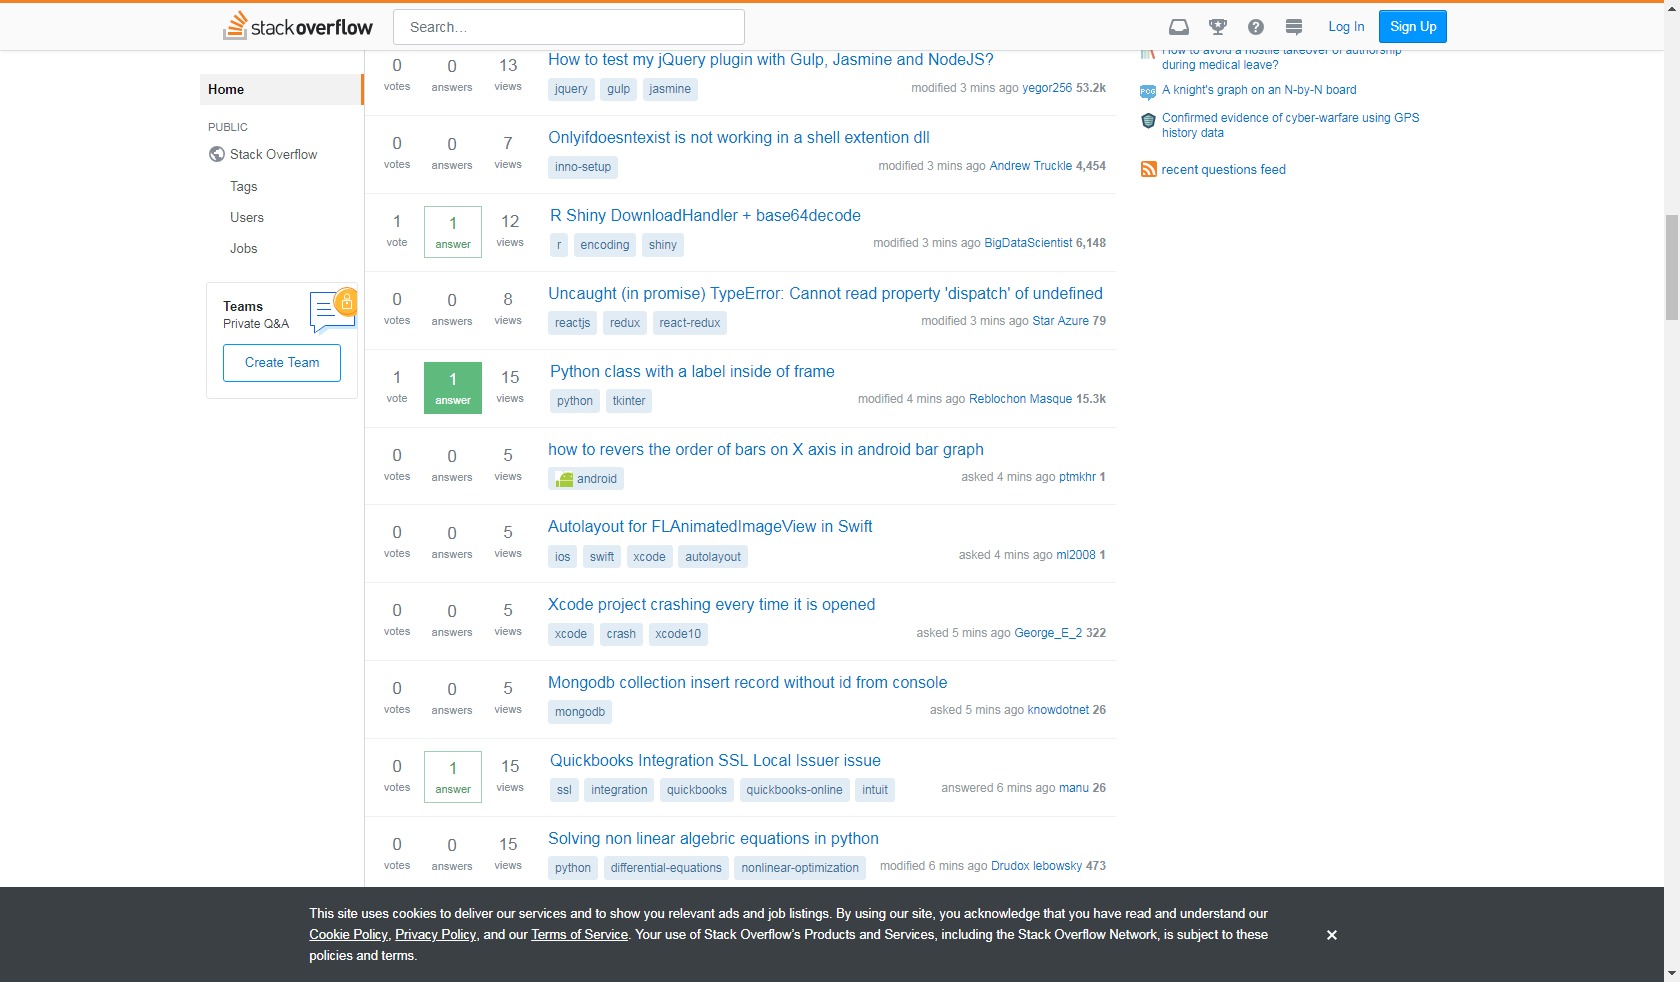 stackoverflow
Search...
Log In
Sign Up
Home
PUBLIC
Stack Overflow
Tags
Users
Jobs
Teams
Private Q&A
Create Team
0 votes
0 answers
13 views
How to test my jQuery plugin with Gulp, Jasmine and NodeJS?
jquery gulp jasmine
modified 3 mins ago yegor256 53.2k
0 votes
0 answers
7 views
Onlyifdoesntexist is not working in a shell extention dll
inno-setup
modified 3 mins ago Andrew Truckle 4,454
1 vote
1 answer
12 views
R Shiny DownloadHandler + base64decode
r encoding shiny
modified 3 mins ago BigDataScientist 6,148
0 votes
0 answers
8 views
Uncaught (in promise) TypeError: Cannot read property 'dispatch' of undefined
reactjs redux react-redux
modified 3 mins ago Star Azure 79
1 vote
1 answer
15 views
Python class with a label inside of frame
python tkinter
modified 4 mins ago Reblochon Masque 15.3k
0 votes
0 answers
5 views
how to revers the order of bars on X axis in android bar graph
android
asked 4 mins ago ptmkhr 1
0 votes
0 answers
5 views
Autolayout for FLAnimatedImageView in Swift
ios swift xcode autolayout
asked 4 mins ago ml2008 1
0 votes
0 answers
5 views
Xcode project crashing every time it is opened
xcode crash xcode10
asked 5 mins ago George_E_2 322
0 votes
0 answers
5 views
Mongodb collection insert record without id from console
mongodb
asked 5 mins ago knowdotnet 26
0 votes
1 answer
15 views
Quickbooks Integration SSL Local Issuer issue
ssl integration quickbooks quickbooks-online intuit
answered 6 mins ago manu 26
0 votes
0 answers
15 views
Solving non linear algebric equations in python
python differential-equations nonlinear-optimization
modified 6 mins ago Drudox lebowsky 473
How to avoid a hostile takeover of authorship
during medical leave?
PCG
A knight's graph on an N-by-N board
Confirmed evidence of cyber-warfare using GPS
history data
recent questions feed
This site uses cookies to deliver our services and to show you relevant ads and job listings. By using our site, you acknowledge that you have read and understand our
Cookie Policy, Privacy Policy, and our Terms of Service. Your use of Stack Overflow's Products and Services, including the Stack Overflow Network, is subject to these
policies and terms.